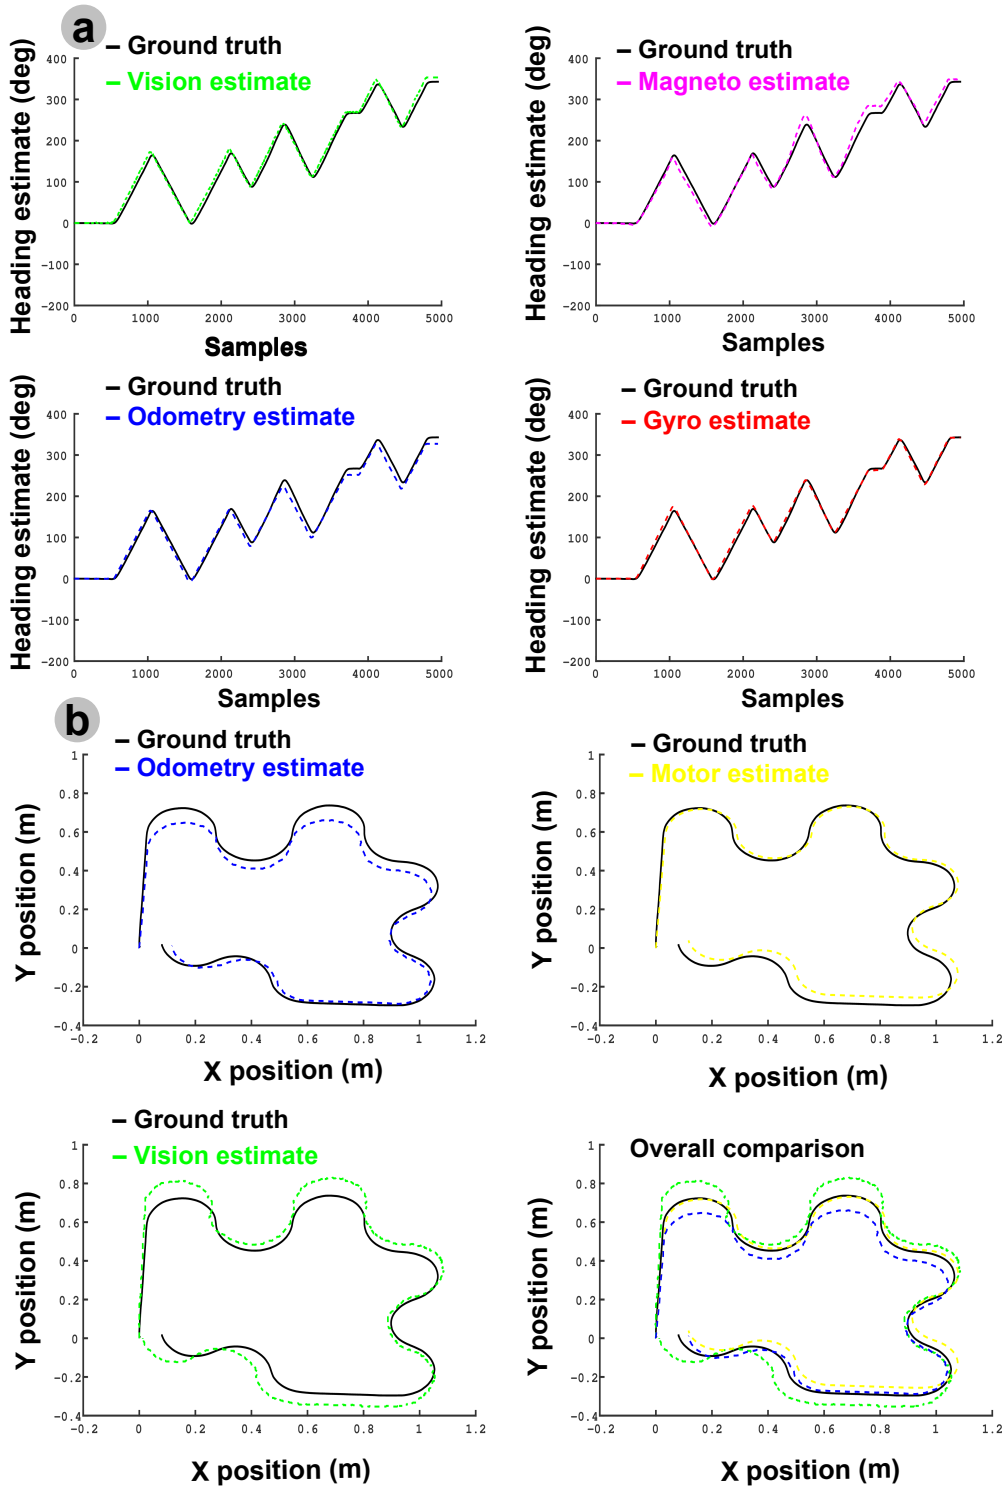 a
– Ground truth
– Vision estimate
Heading estimate (deg)
400
300
200
100
0
-100
-200
0 1000 2000 3000 4000 5000
Samples
– Ground truth
– Magneto estimate
Heading estimate (deg)
400
300
200
100
0
-100
-200
0 1000 2000 3000 4000 5000
Samples
– Ground truth
– Odometry estimate
Heading estimate (deg)
400
300
200
100
0
-100
-200
0 1000 2000 3000 4000 5000
Samples
– Ground truth
– Gyro estimate
Heading estimate (deg)
400
300
200
100
0
-100
-200
0 1000 2000 3000 4000 5000
Samples
b
– Ground truth
– Odometry estimate
Y position (m)
1
0.8
0.6
0.4
0.2
0
-0.2
-0.4
-0.2 0 0.2 0.4 0.6 0.8 1 1.2
X position (m)
– Ground truth
– Motor estimate
Y position (m)
1
0.8
0.6
0.4
0.2
0
-0.2
-0.4
-0.2 0 0.2 0.4 0.6 0.8 1 1.2
X position (m)
– Ground truth
– Vision estimate
Y position (m)
1
0.8
0.6
0.4
0.2
0
-0.2
-0.4
-0.2 0 0.2 0.4 0.6 0.8 1 1.2
X position (m)
Overall comparison
Y position (m)
1
0.8
0.6
0.4
0.2
0
-0.2
-0.4
-0.2 0 0.2 0.4 0.6 0.8 1 1.2
X position (m)